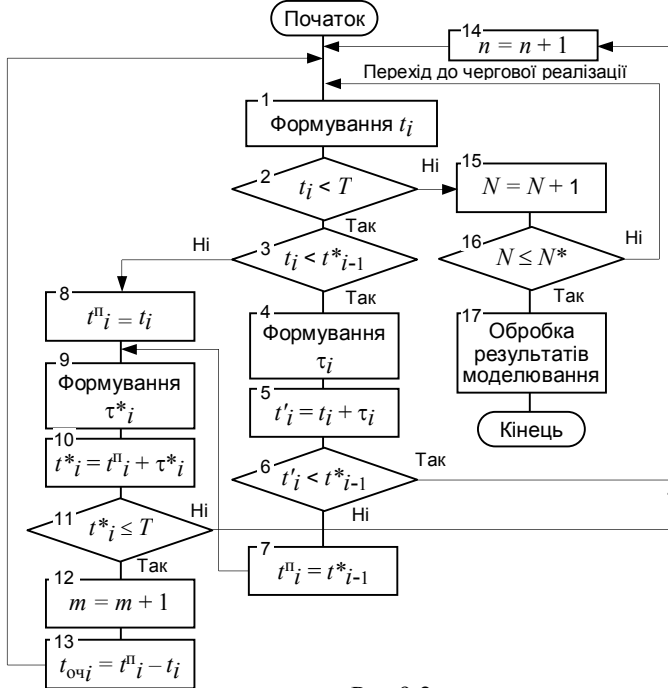 Початок
14
n = n + 1
Перехід до чергової реалізації
1
Формування tᵢ
2
tᵢ < T
Ні
15
N = N + 1
Так
3
tᵢ < t*ᵢ₋₁
Ні
16
N ≤ N*
Ні
Так
Так
8
tᵖᵢ = tᵢ
4
Формування
τᵢ
17
Обробка
результатів
моделювання
9
Формування
τ*ᵢ
5
t'ᵢ = tᵢ + τᵢ
Кінець
10
t*ᵢ = tᵖᵢ + τ*ᵢ
6
t'ᵢ < t*ᵢ₋₁
Так
11
t*ᵢ ≤ T
Ні
Ні
Так
7
tᵖᵢ = t*ᵢ₋₁
12
m = m + 1
13
tочᵢ = tᵖᵢ – tᵢ